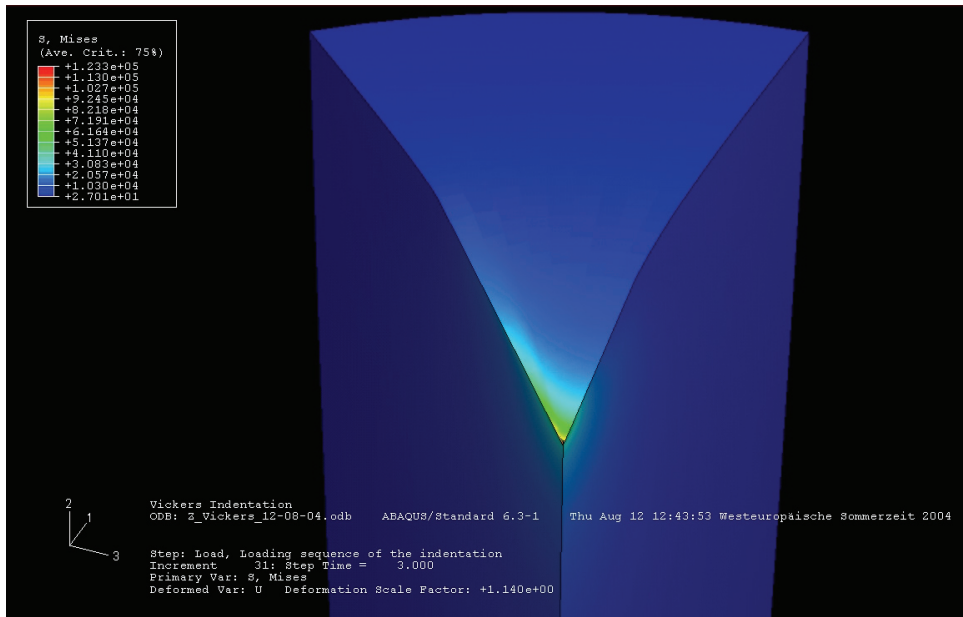 S, Mises
(Ave. Crit.: 75%)
+1.233e+05
+1.130e+05
+1.027e+05
+9.245e+04
+8.218e+04
+7.191e+04
+6.164e+04
+5.137e+04
+4.110e+04
+3.083e+04
+2.057e+04
+1.030e+04
+2.701e+01
2
1
3
Vickers Indentation
ODB: Z_Vickers_12-08-04.odb ABAQUS/Standard 6.3-1 Thu Aug 12 12:43:53 Westeuropäische Sommerzeit 2004
Step: Load, Loading sequence of the indentation
Increment 31: Step Time = 3.000
Primary Var: S, Mises
Deformed Var: U Deformation Scale Factor: +1.140e+00